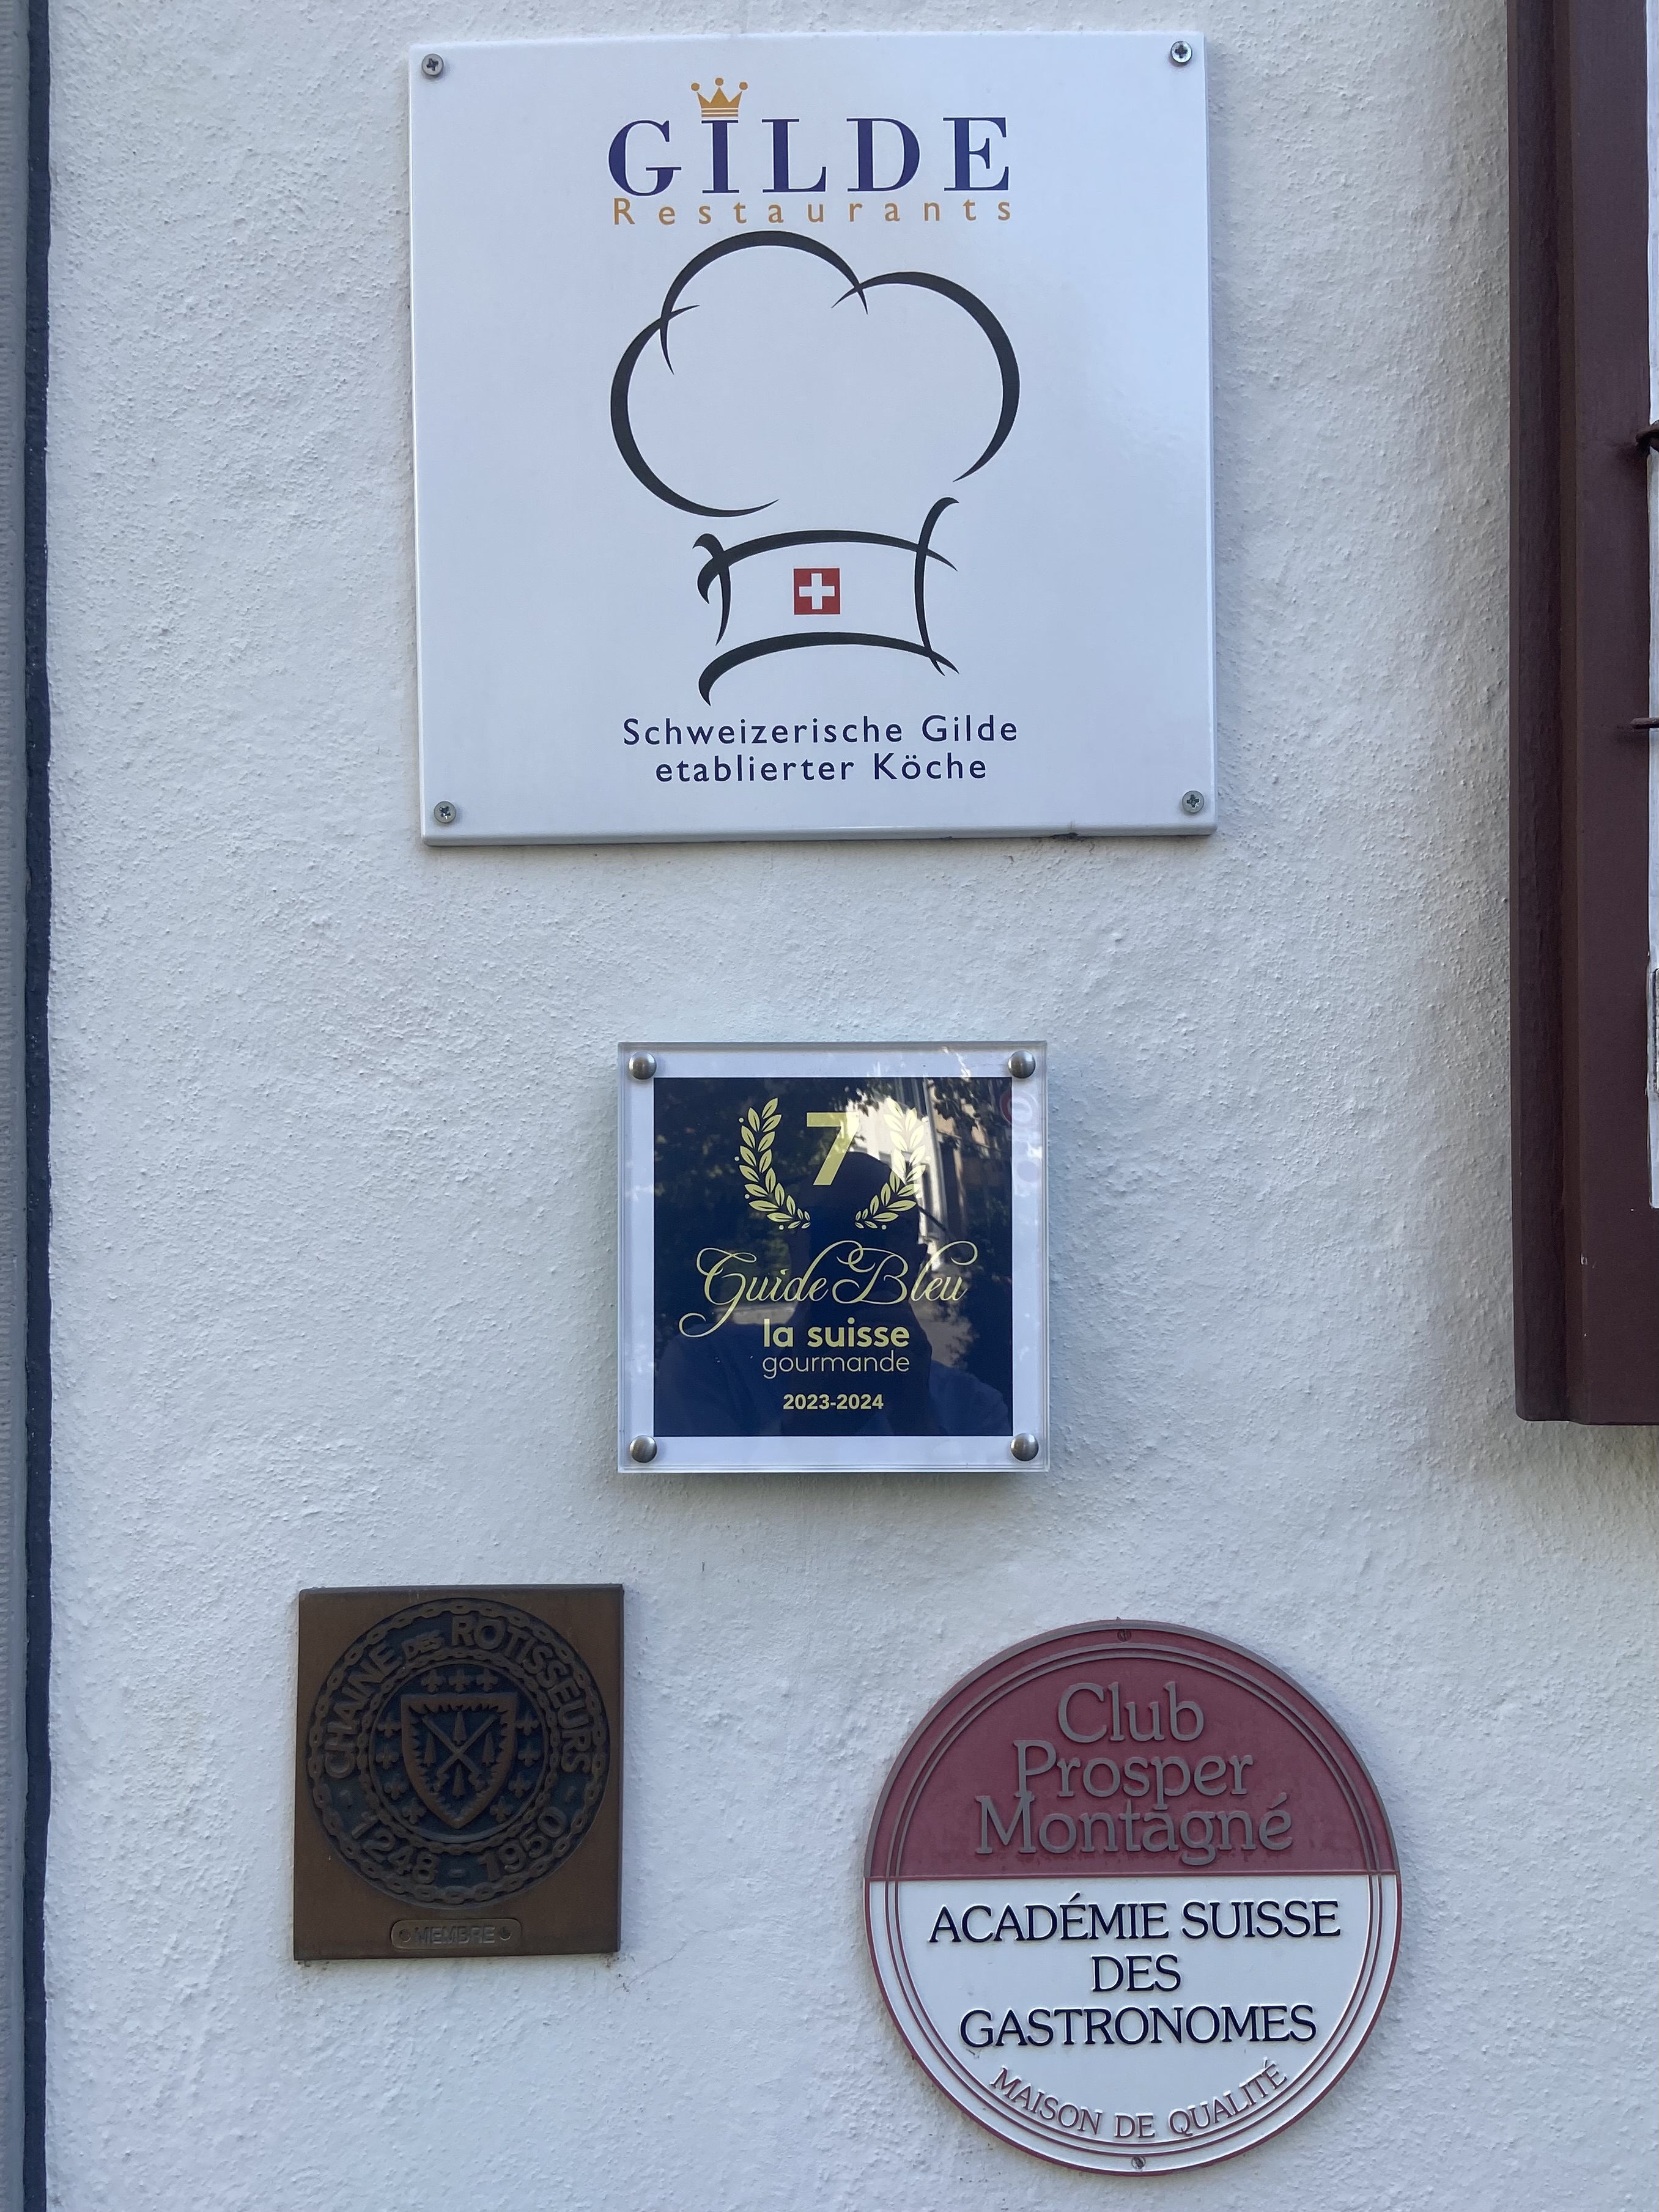 GILDE
Restaurants
Schweizerische Gilde
etablierter Köche
7
Guide Bleu
la suisse
gourmande
2023-2024
CHAINE DES ROTISSEURS
1248 - 1950
MEMBRE
Club
Prosper
Montagné
ACADÉMIE SUISSE
DES
GASTRONOMES
MAISON DE QUALITÉ